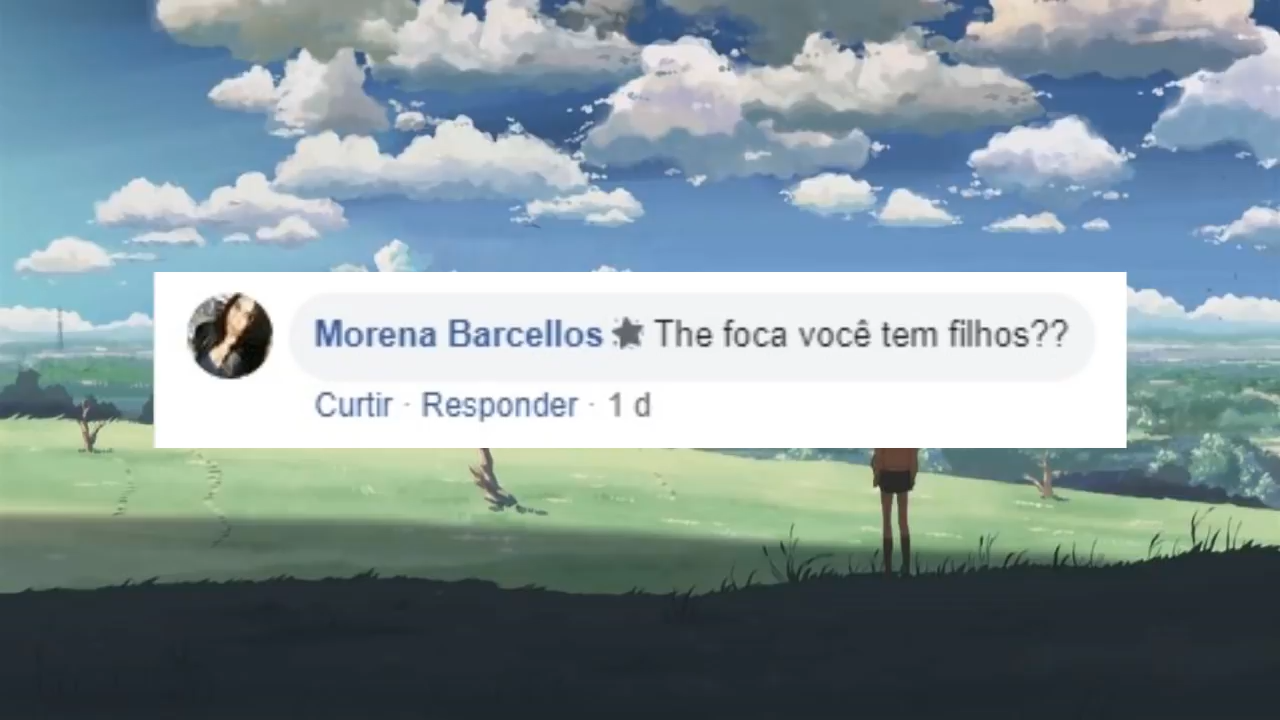 Morena Barcellos The foca você tem filhos??
Curtir · Responder · 1 d